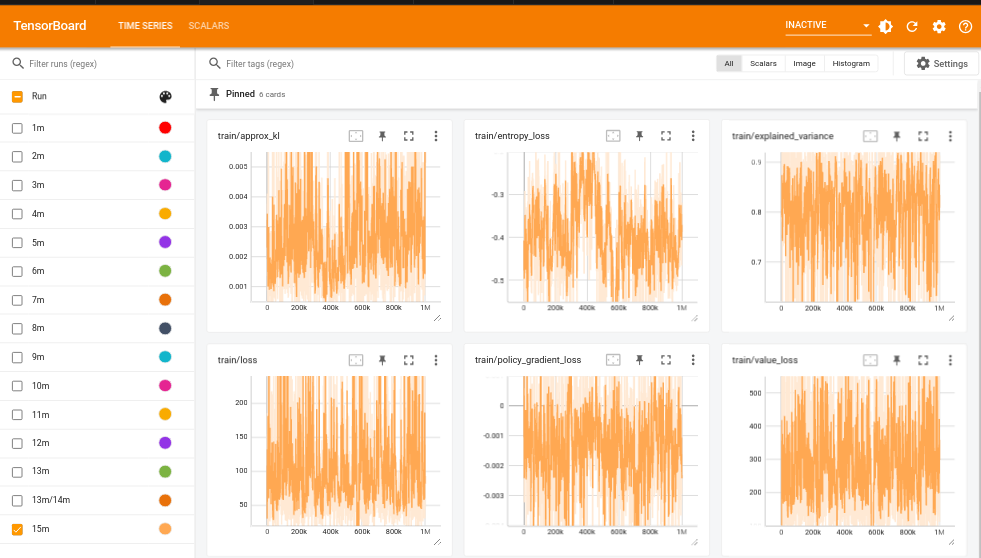 TensorBoard TIME SERIES SCALARS INACTIVE
Filter runs (regex) Filter tags (regex) All Scalars Image Histogram Settings
Run
Pinned 6 cards
1m
2m
3m
4m
5m
6m
7m
8m
9m
10m
11m
12m
13m
13m/14m
15m
train/approx_kl
0.005
0.004
0.003
0.002
0.001
0 200k 400k 600k 800k 1M
train/entropy_loss
-0.3
-0.4
-0.5
0 200k 400k 600k 800k 1M
train/explained_variance
0.9
0.8
0.7
0 200k 400k 600k 800k 1M
train/loss
200
150
100
50
0 200k 400k 600k 800k 1M
train/policy_gradient_loss
0
-0.001
-0.002
-0.003
0 200k 400k 600k 800k 1M
train/value_loss
500
400
300
200
0 200k 400k 600k 800k 1M